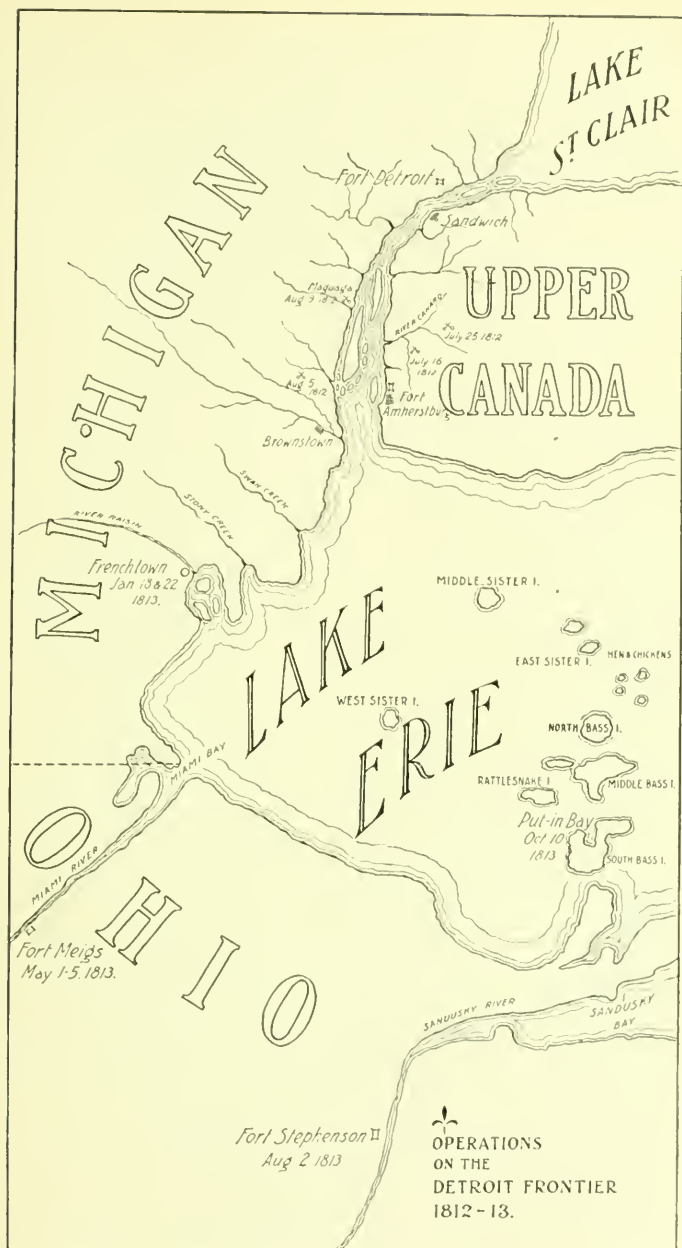 LAKE
ST CLAIR
Fort Detroit
Sandwich
MICHIGAN
UPPER
CANADA
Maguaga
Aug 9 1812
RIVER CANARD
July 25 1812
July 16
1812
Aug 5
1812
Fort
Amherstburg
Brownstown
SWAN CREEK
STONY CREEK
RIVER RAISIN
Frenchtown
Jan 18 & 22
1813.
MIDDLE SISTER I.
EAST SISTER I.
HEN & CHICKENS
LAKE
ERIE
WEST SISTER I.
NORTH BASS I.
RATTLESNAKE I
MIDDLE BASS I.
Put-in Bay
Oct 10
1813
SOUTH BASS I.
MIAMI BAY
MIAMI RIVER
OHIO
Fort Meigs
May 1-5. 1813.
SANDUSKY RIVER
SANDUSKY
BAY
Fort Stephenson
Aug 2 1813
OPERATIONS
ON THE
DETROIT FRONTIER
1812-13.